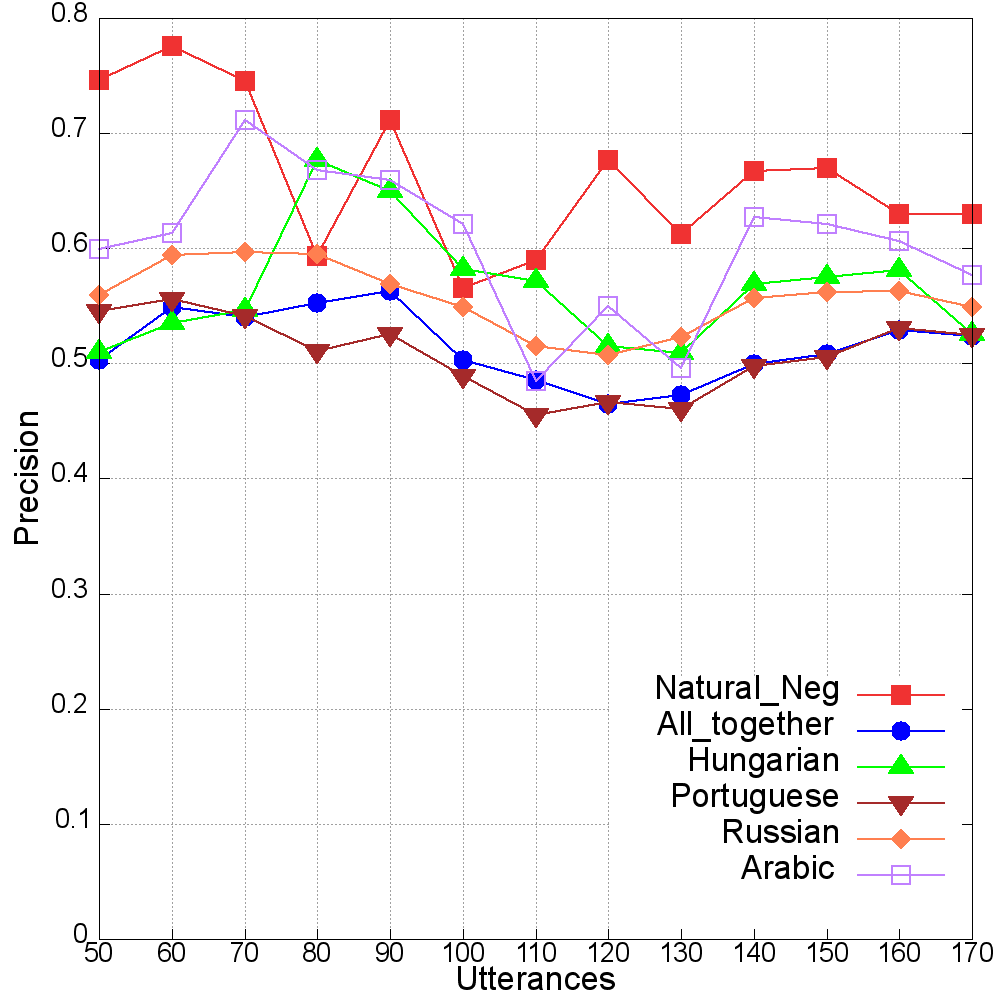 0.8
0.7
0.6
0.5
0.4
0.3
0.2
0.1
0
Precision
50 60 70 80 90 100 110 120 130 140 150 160 170
Utterances
Natural_Neg
All_together
Hungarian
Portuguese
Russian
Arabic